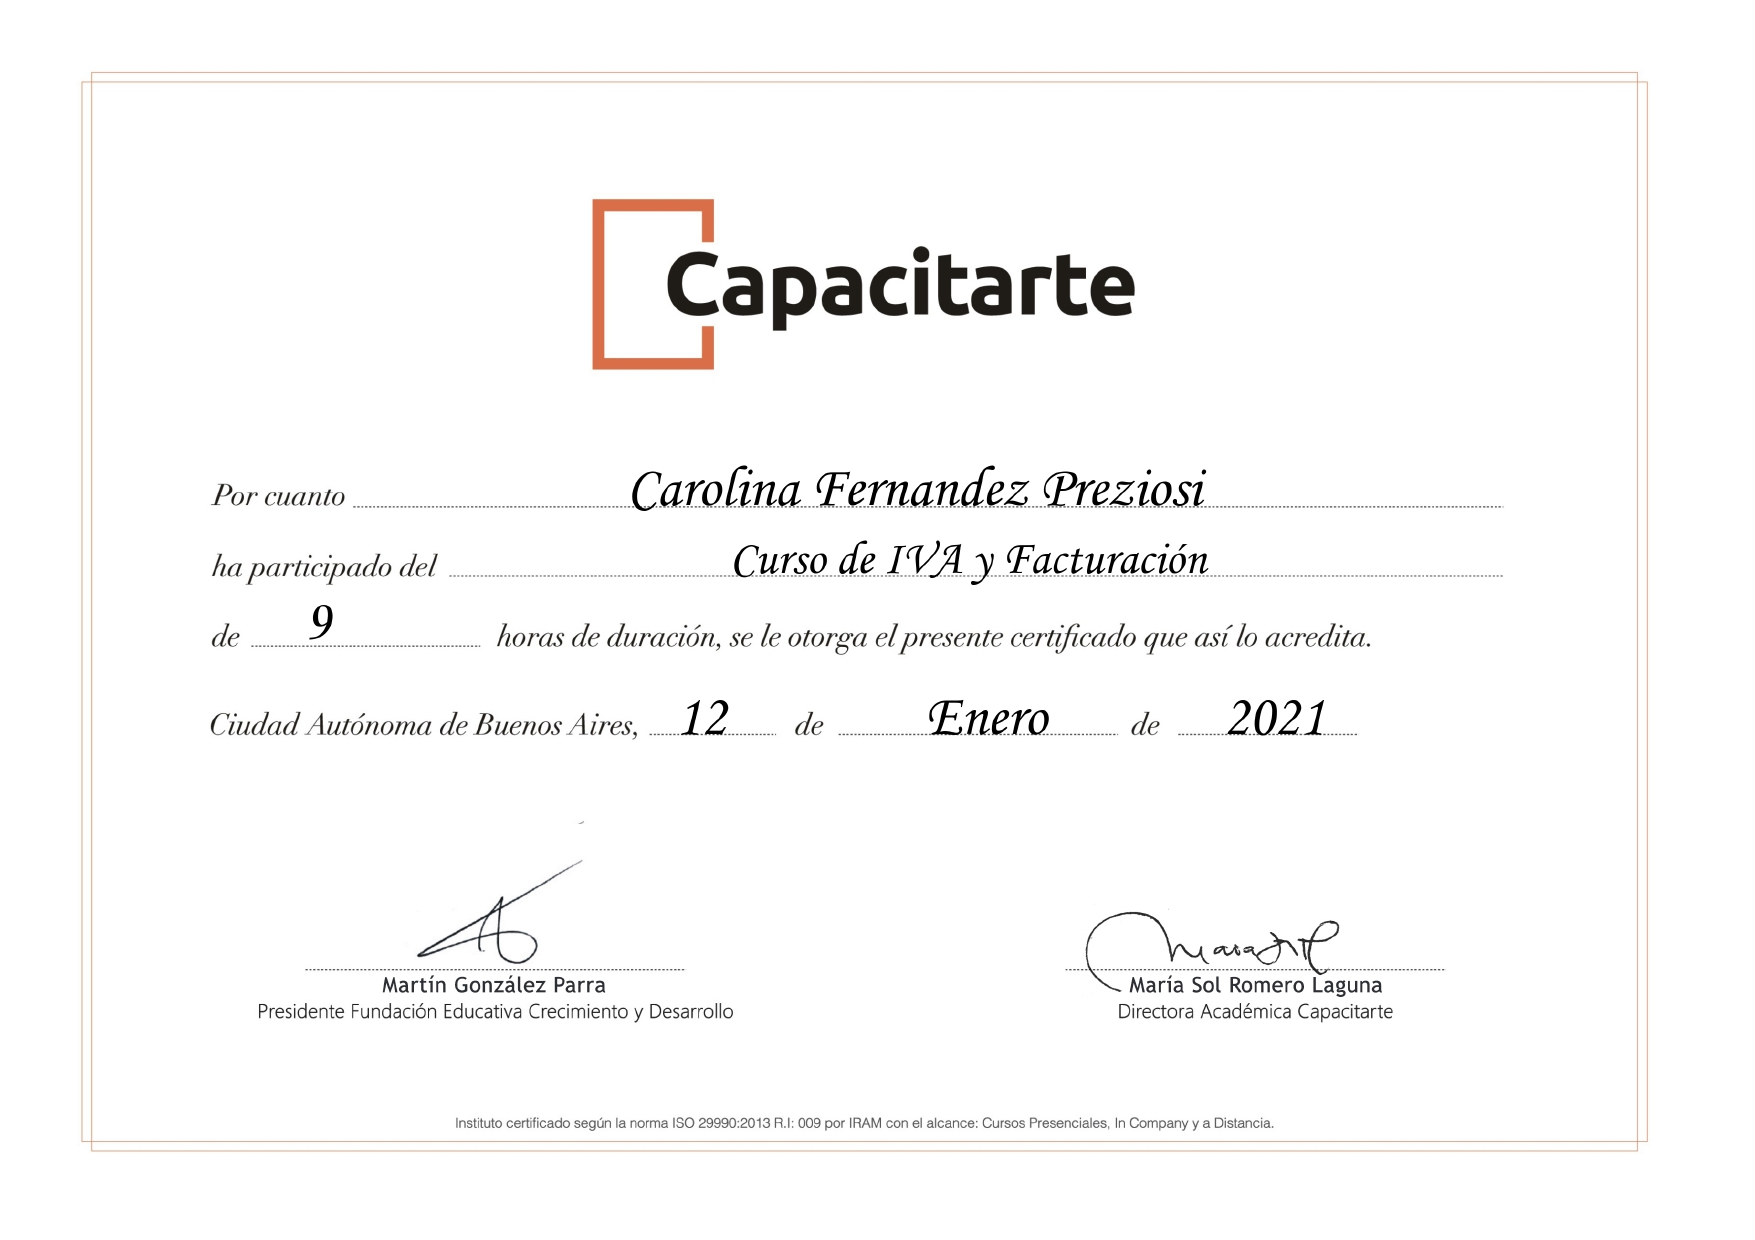 Capacitarte
Por cuanto Carolina Fernandez Preziosi
ha participado del Curso de IVA y Facturación
de 9 horas de duración, se le otorga el presente certificado que así lo acredita.
Ciudad Autónoma de Buenos Aires, 12 de Enero de 2021
Martín González Parra
Presidente Fundación Educativa Crecimiento y Desarrollo
María Sol Romero Laguna
Directora Académica Capacitarte
Instituto certificado según la norma ISO 29990:2013 R.I: 009 por IRAM con el alcance: Cursos Presenciales, In Company y a Distancia.